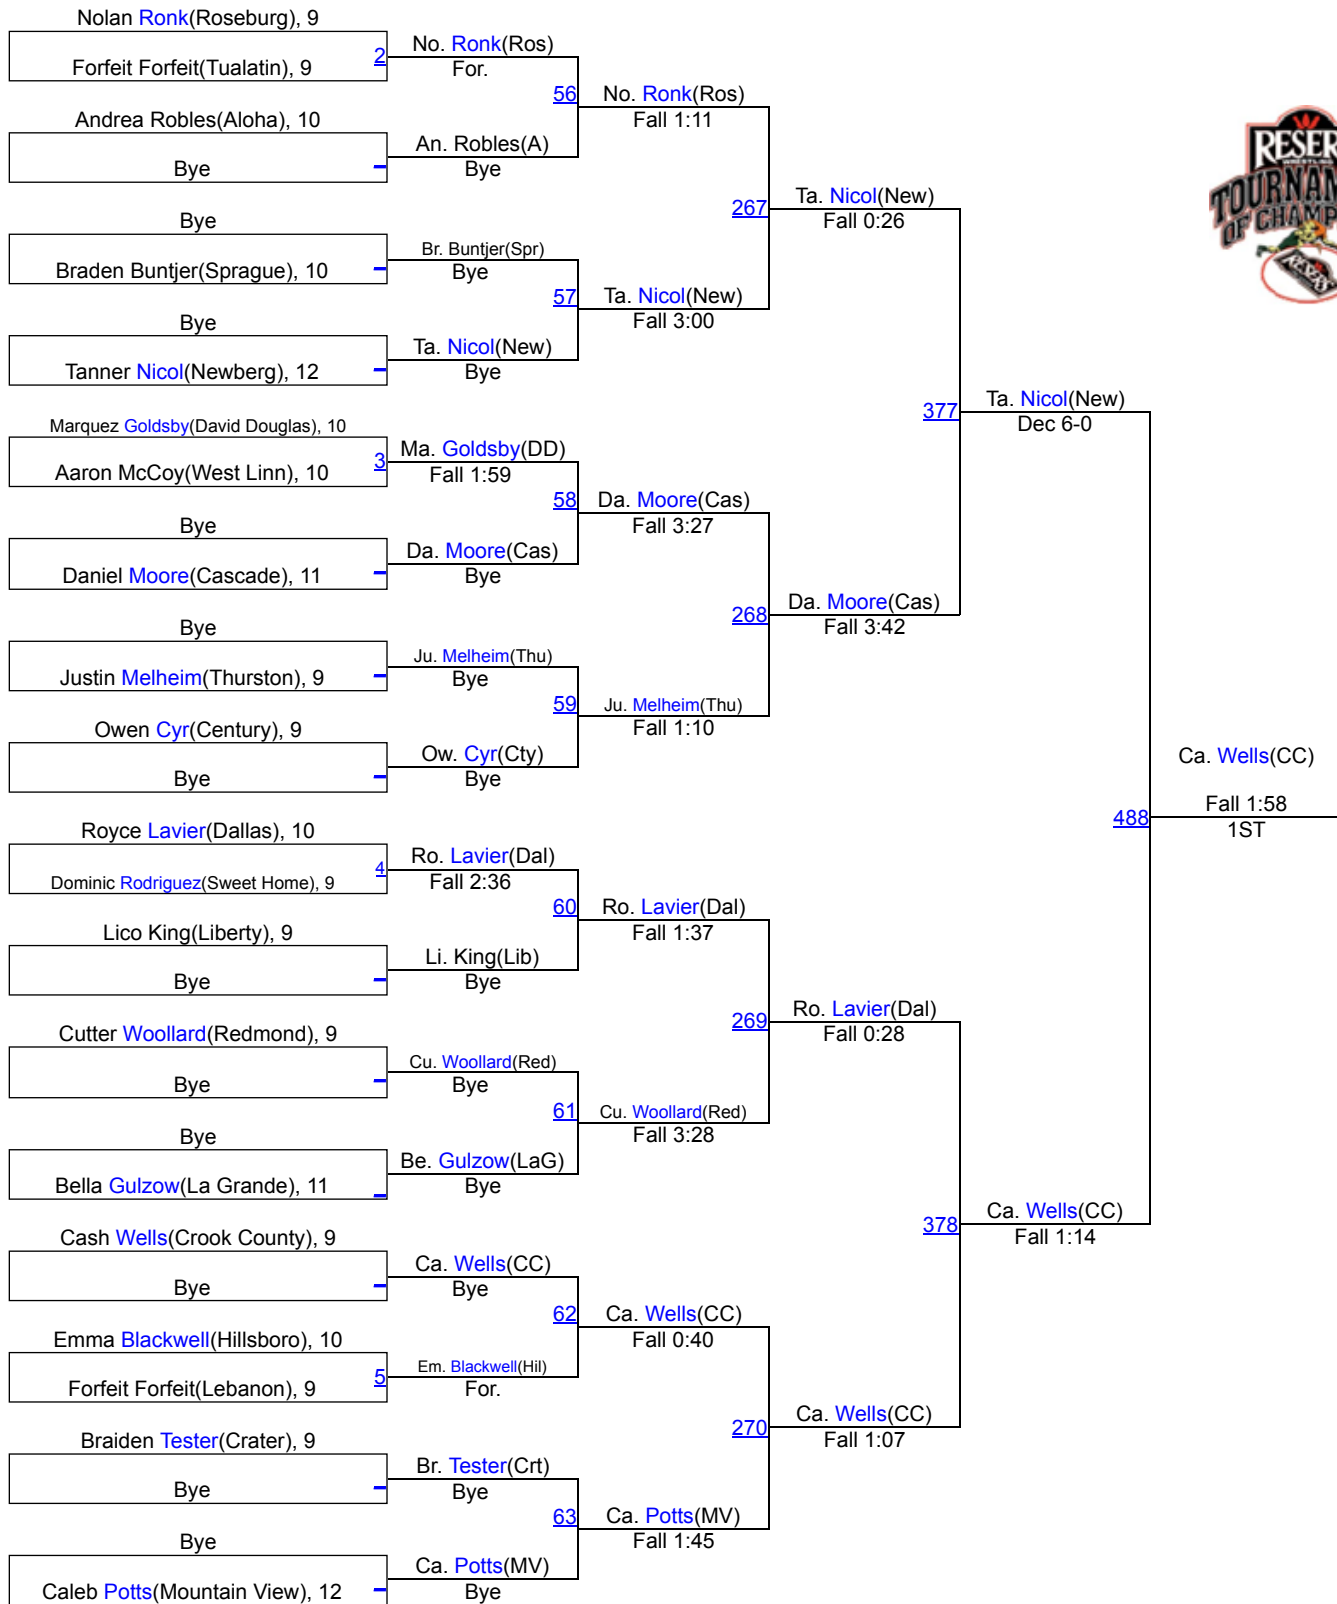 Nolan Ronk(Roseburg), 9
2
Forfeit Forfeit(Tualatin), 9
No. Ronk(Ros)
For.
56
Andrea Robles(Aloha), 10
Bye
An. Robles(A)
Bye
No. Ronk(Ros)
Fall 1:11
Bye
Braden Buntjer(Sprague), 10
Br. Buntjer(Spr)
Bye
57
Bye
Tanner Nicol(Newberg), 12
Ta. Nicol(New)
Bye
Ta. Nicol(New)
Fall 3:00
267
Ta. Nicol(New)
Fall 0:26
RESER
WRESTLING
TOURNAM
OF CHAMP
RESERS
Marquez Goldsby(David Douglas), 10
3
Aaron McCoy(West Linn), 10
Ma. Goldsby(DD)
Fall 1:59
58
Bye
Daniel Moore(Cascade), 11
Da. Moore(Cas)
Bye
Da. Moore(Cas)
Fall 3:27
Bye
Justin Melheim(Thurston), 9
Ju. Melheim(Thu)
Bye
59
Owen Cyr(Century), 9
Bye
Ow. Cyr(Cty)
Bye
Ju. Melheim(Thu)
Fall 1:10
268
Da. Moore(Cas)
Fall 3:42
377
Ta. Nicol(New)
Dec 6-0
Royce Lavier(Dallas), 10
4
Dominic Rodriguez(Sweet Home), 9
Ro. Lavier(Dal)
Fall 2:36
60
Lico King(Liberty), 9
Bye
Li. King(Lib)
Bye
Ro. Lavier(Dal)
Fall 1:37
Cutter Woollard(Redmond), 9
Bye
Cu. Woollard(Red)
Bye
61
Bye
Bella Gulzow(La Grande), 11
Be. Gulzow(LaG)
Bye
Cu. Woollard(Red)
Fall 3:28
269
Ro. Lavier(Dal)
Fall 0:28
Cash Wells(Crook County), 9
Bye
Ca. Wells(CC)
Bye
62
Emma Blackwell(Hillsboro), 10
5
Forfeit Forfeit(Lebanon), 9
Em. Blackwell(Hil)
For.
Ca. Wells(CC)
Fall 0:40
Braiden Tester(Crater), 9
Bye
Br. Tester(Crt)
Bye
63
Bye
Caleb Potts(Mountain View), 12
Ca. Potts(MV)
Bye
Ca. Potts(MV)
Fall 1:45
270
Ca. Wells(CC)
Fall 1:07
378
Ca. Wells(CC)
Fall 1:14
488
Ca. Wells(CC)
Fall 1:58
1ST